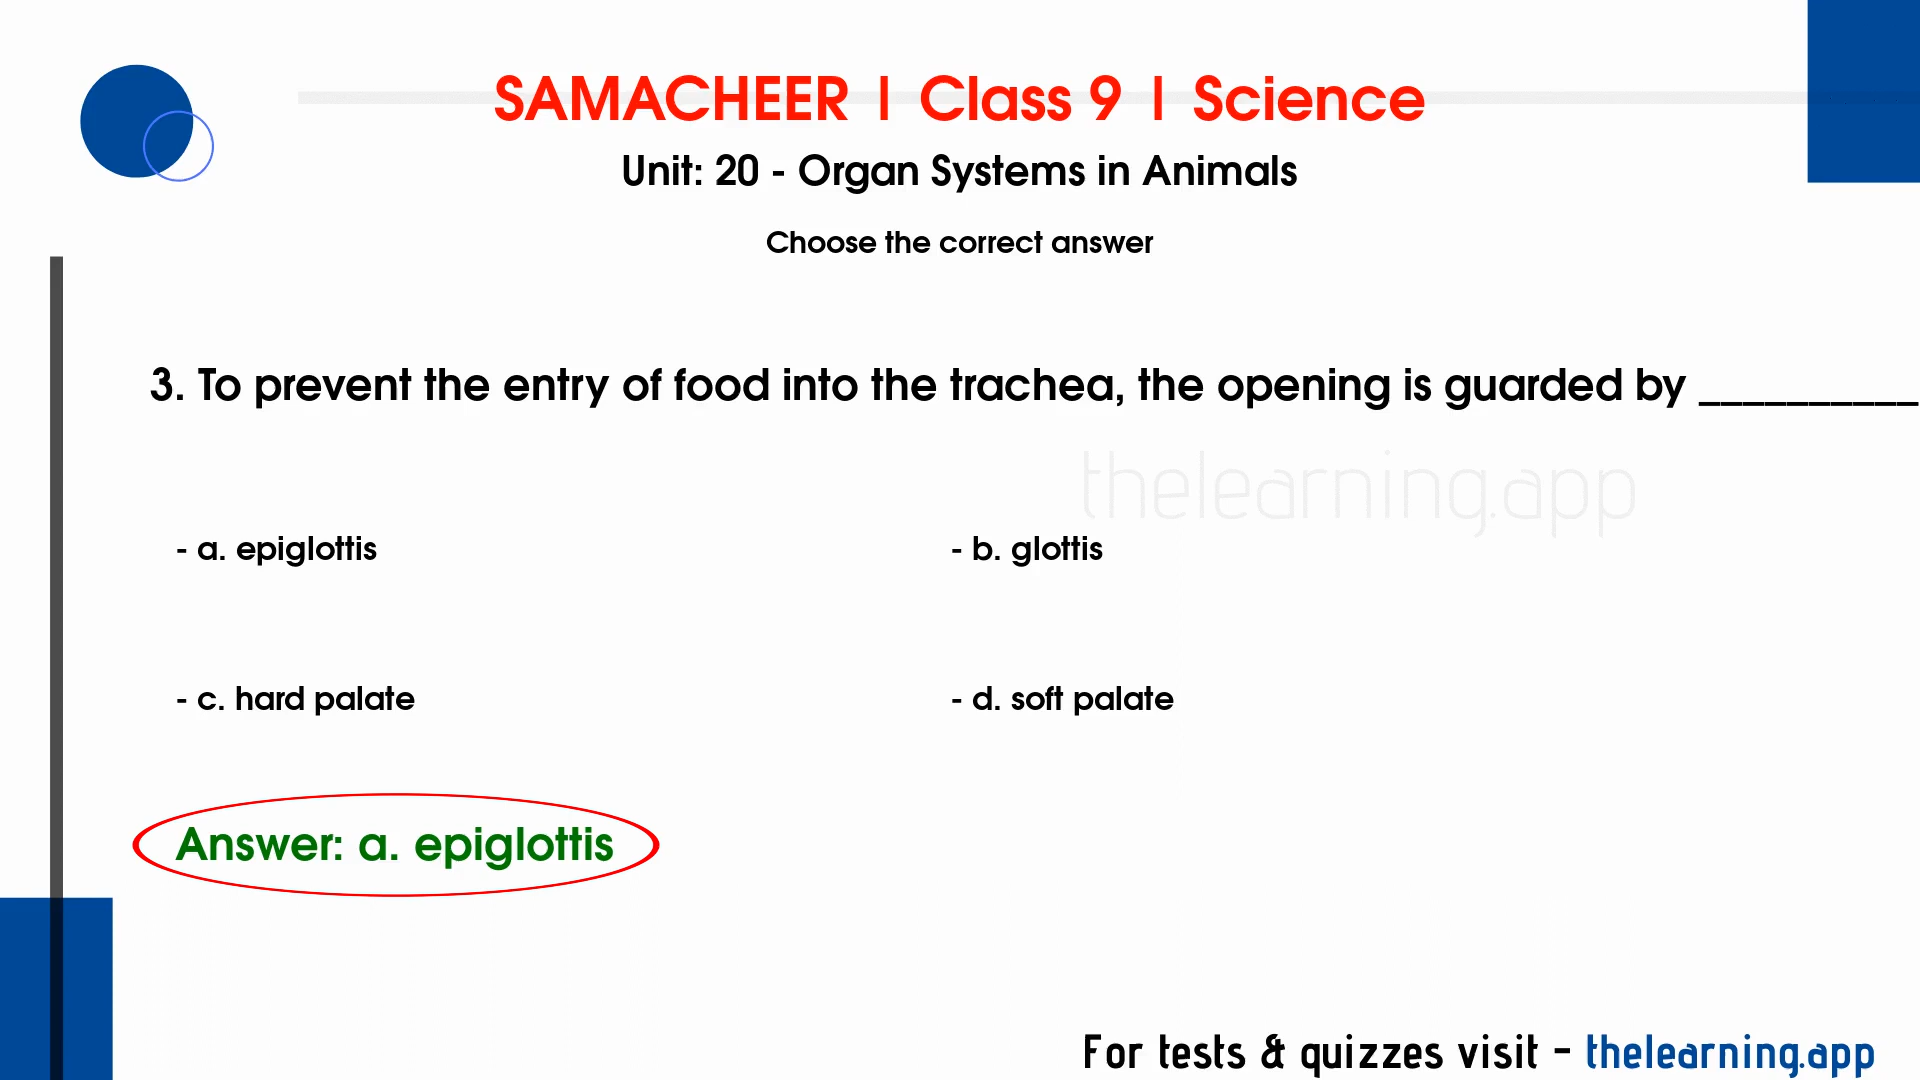 SAMACHEER | Class 9 | Science
Unit: 20 - Organ Systems in Animals
Choose the correct answer
3. To prevent the entry of food into the trachea, the opening is guarded by __________
thelearning.app
- a. epiglottis
- b. glottis
- c. hard palate
- d. soft palate
Answer: a. epiglottis
For tests & quizzes visit - thelearning.app